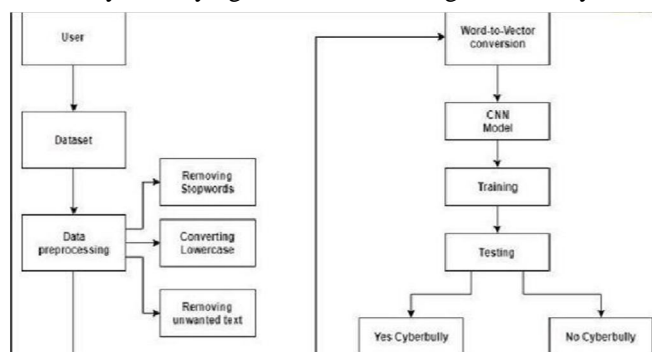 User
Dataset
Data
preprocessing
Removing
Stopwords
Converting
Lowercase
Removing
unwanted text
Word-to-Vector
conversion
CNN
Model
Training
Testing
Yes Cyberbully
No Cyberbully